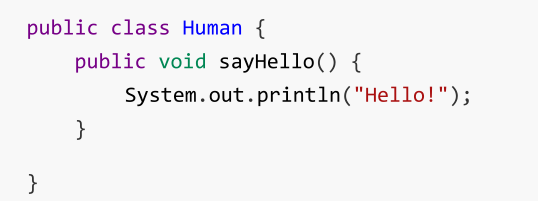 public class Human {
    public void sayHello() {
        System.out.println("Hello!");
    }
}